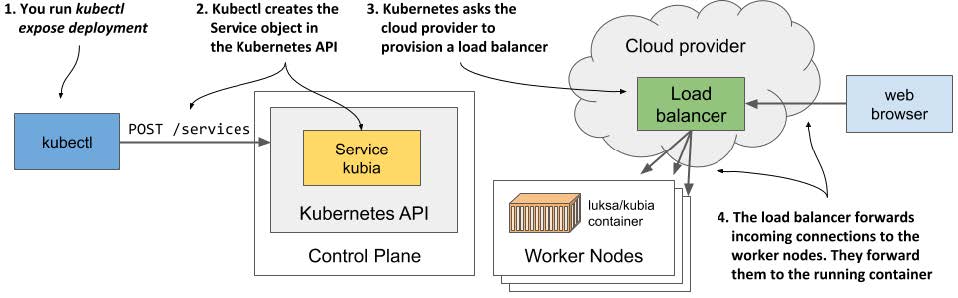 1. You run kubectl
expose deployment
2. Kubectl creates the
Service object in
the Kubernetes API
3. Kubernetes asks the
cloud provider to
provision a load balancer
Cloud provider
Load
balancer
web
browser
kubectl
POST /services
Service
kubia
Kubernetes API
Control Plane
luksa/kubia
container
Worker Nodes
4. The load balancer forwards
incoming connections to the
worker nodes. They forward
them to the running container